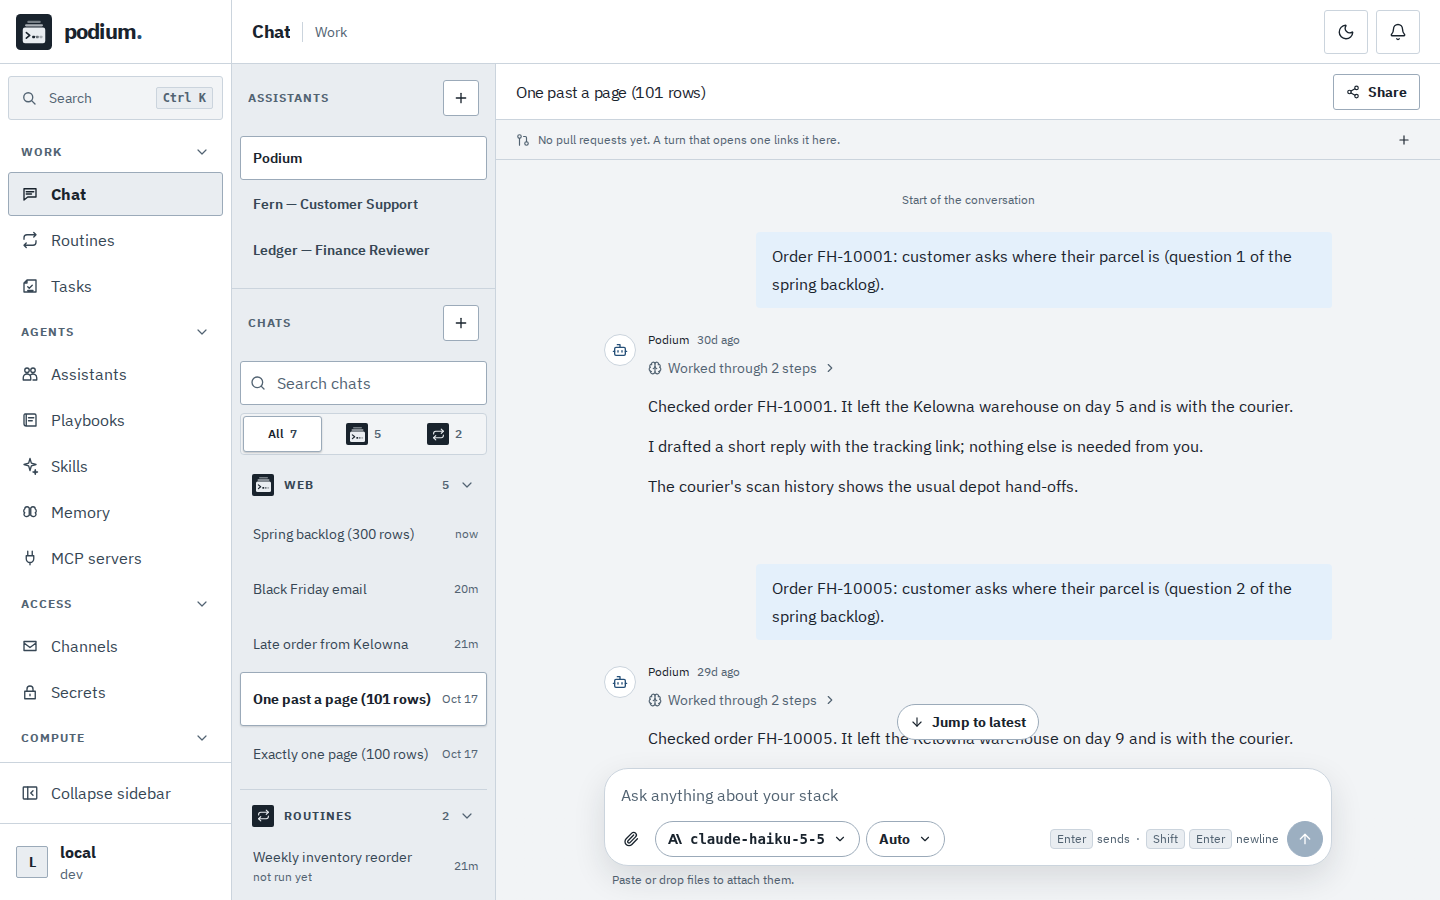 podium.
Chat
Work
Search
Ctrl K
WORK
Chat
Routines
Tasks
AGENTS
Assistants
Playbooks
Skills
Memory
MCP servers
ACCESS
Channels
Secrets
COMPUTE
Collapse sidebar
L
local
dev
ASSISTANTS
Podium
Fern — Customer Support
Ledger — Finance Reviewer
CHATS
Search chats
All 7
5
2
WEB
5
Spring backlog (300 rows)
now
Black Friday email
20m
Late order from Kelowna
21m
One past a page (101 rows)
Oct 17
Exactly one page (100 rows)
Oct 17
ROUTINES
2
Weekly inventory reorder
not run yet
21m
One past a page (101 rows)
Share
No pull requests yet. A turn that opens one links it here.
Start of the conversation
Order FH-10001: customer asks where their parcel is (question 1 of the
spring backlog).
Podium 30d ago
Worked through 2 steps
Checked order FH-10001. It left the Kelowna warehouse on day 5 and is with the courier.
I drafted a short reply with the tracking link; nothing else is needed from you.
The courier's scan history shows the usual depot hand-offs.
Order FH-10005: customer asks where their parcel is (question 2 of the
spring backlog).
Podium 29d ago
Worked through 2 steps
Jump to latest
Checked order FH-10005. It left the Kelowna warehouse on day 9 and is with the courier.
Ask anything about your stack
claude-haiku-5-5
Auto
Enter sends · Shift Enter newline
Paste or drop files to attach them.